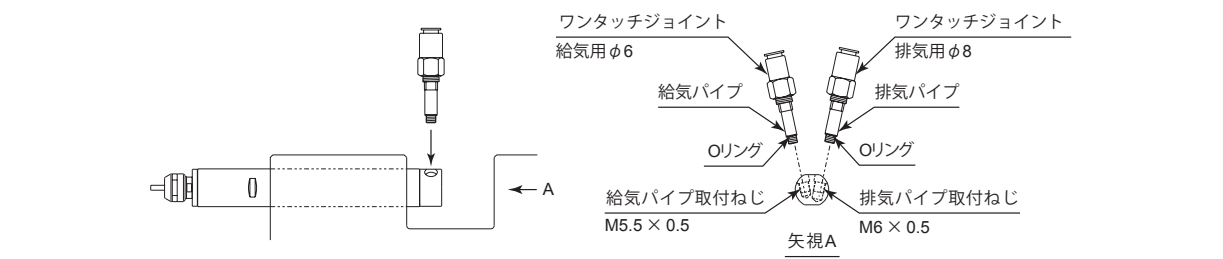 ワンタッチジョイント
給気用φ6
ワンタッチジョイント
排気用φ8
給気パイプ
排気パイプ
Oリング
Oリング
A
給気パイプ取付ねじ
M5.5 × 0.5
排気パイプ取付ねじ
M6 × 0.5
矢視A